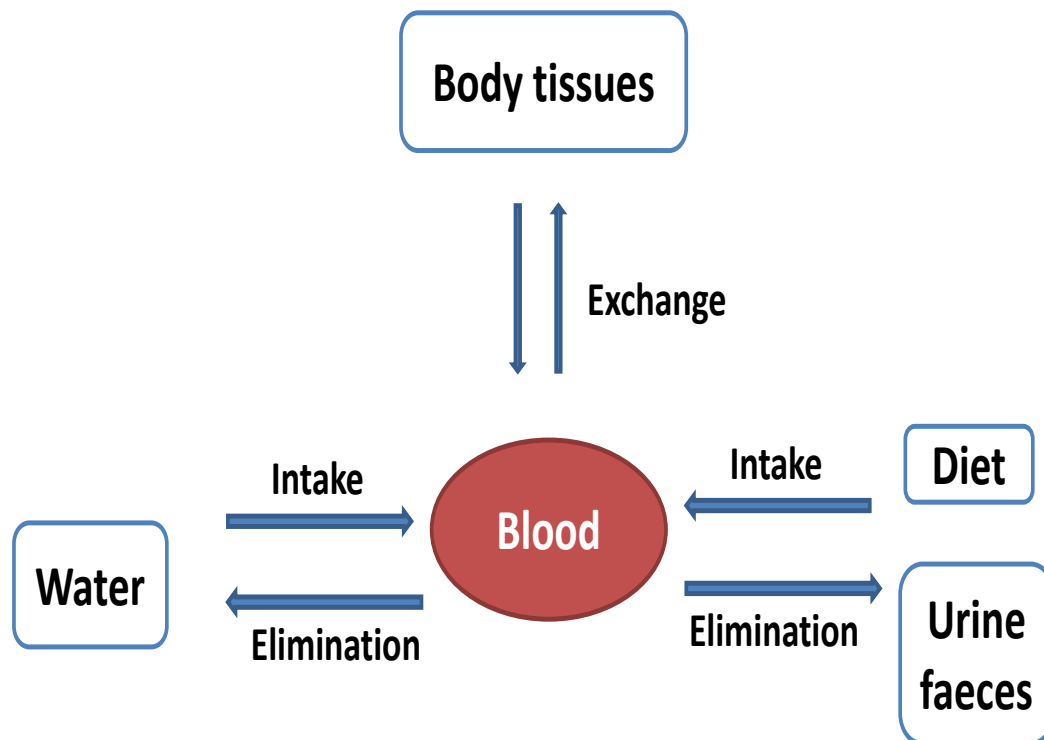 Body tissues
Exchange
Intake
Intake
Diet
Blood
Water
Elimination
Elimination
Urine
faeces